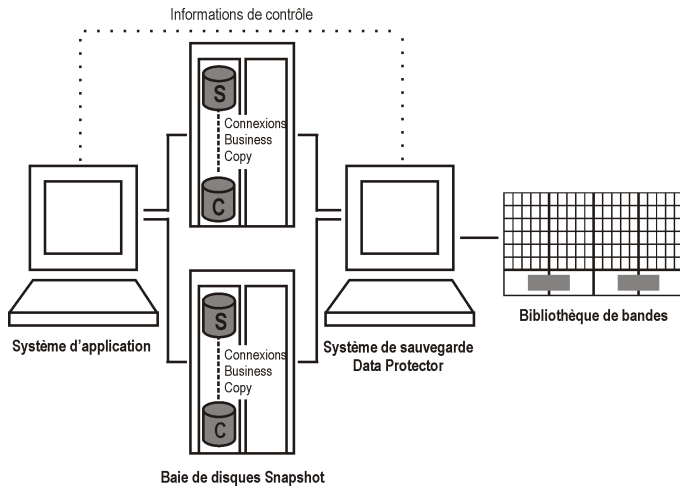 Informations de contrôle
S
Connexions
Business
Copy
C
S
Connexions
Business
Copy
C
Système d'application
Système de sauvegarde
Data Protector
Bibliothèque de bandes
Baie de disques Snapshot